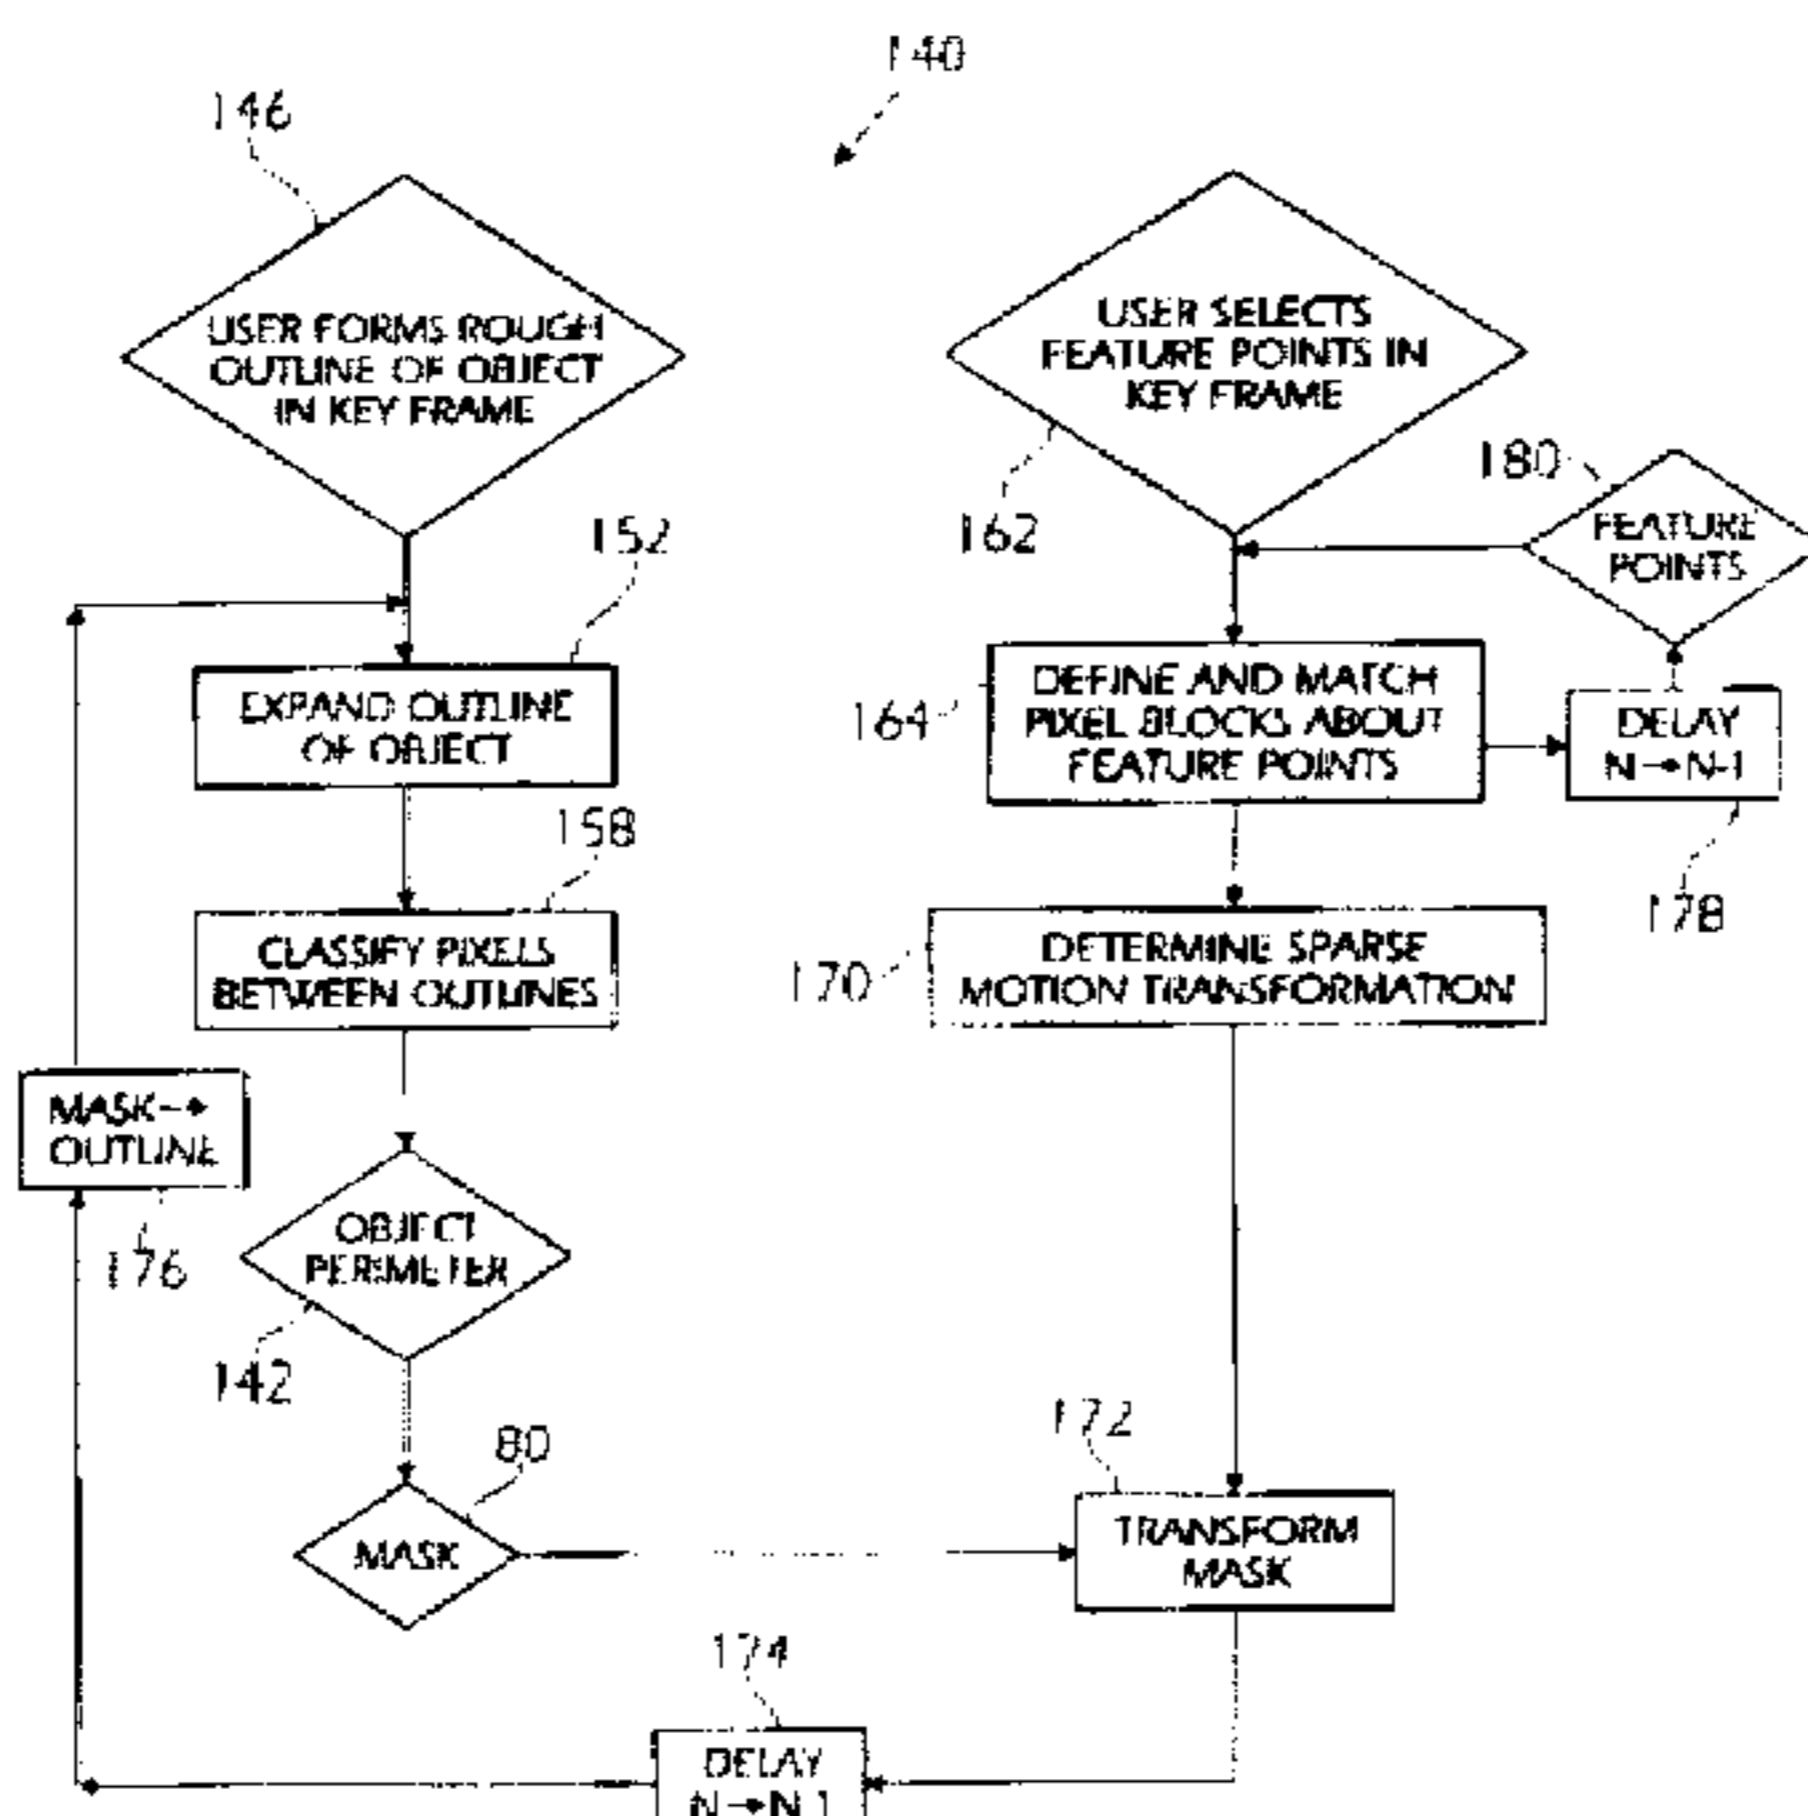 140
146
USER FORMS ROUGH
OUTLINE OF OBJECT
IN KEY FRAME
USER SELECTS
FEATURE POINTS IN
KEY FRAME
162
180
FEATURE
POINTS
152
EXPAND OUTLINE
OF OBJECT
164
DEFINE AND MATCH
PIXEL BLOCKS ABOUT
FEATURE POINTS
DELAY
N→N-1
178
158
CLASSIFY PIXELS
BETWEEN OUTLINES
170
DETERMINE SPARSE
MOTION TRANSFORMATION
MASK→
OUTLINE
176
OBJECT
PERIMETER
142
80
MASK
172
TRANSFORM
MASK
174
DELAY
N→N-1